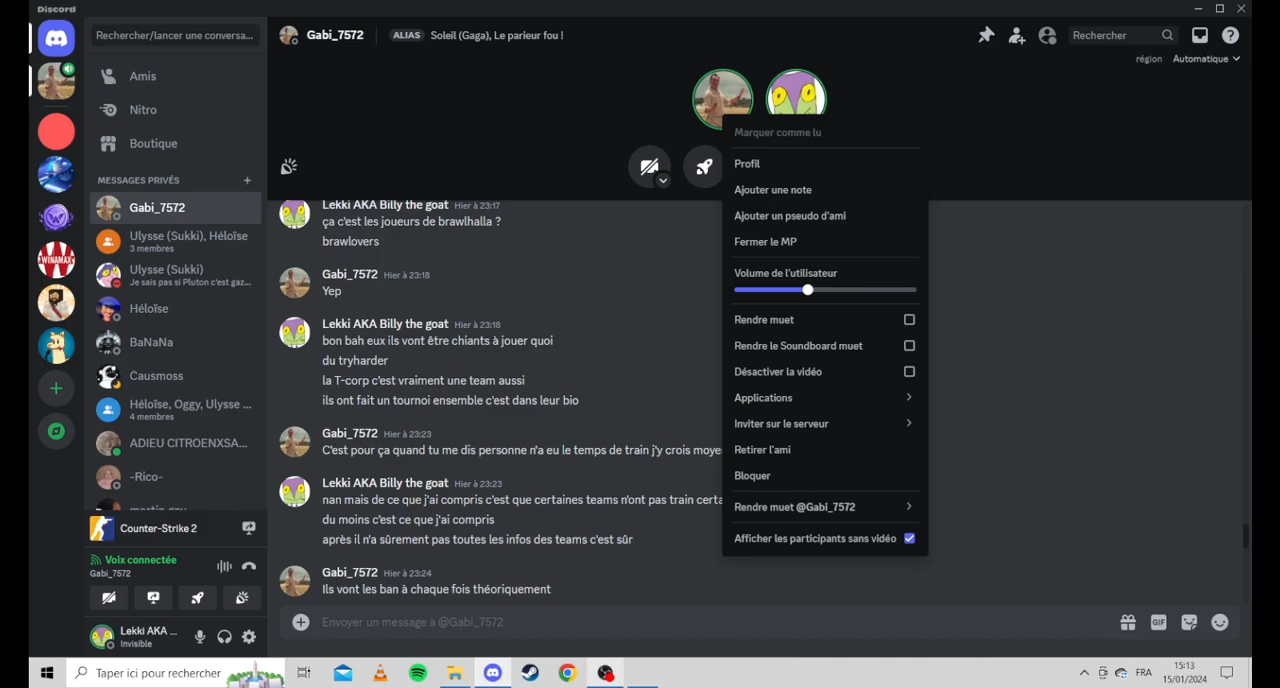 Discord
Rechercher/lancer une conversa...
Amis
Nitro
Boutique
MESSAGES PRIVÉS
Gabi_7572
Ulysse (Sukki), Héloïse
3 membres
Ulysse (Sukki)
Je sais pas si Pluton c'est gaz...
Héloïse
BaNaNa
Causmoss
Héloïse, Oggy, Ulysse ...
4 membres
ADIEU CITROENXSA...
-Rico-
WINAMAX
Counter-Strike 2
Voix connectée
Gabi_7572
Lekki AKA ...
Invisible
Gabi_7572
ALIAS Soleil (Gaga), Le parieur fou !
Rechercher
région Automatique
Lekki AKA Billy the goat Hier à 23:17
ça c'est les joueurs de brawlhalla ?
brawlovers
Gabi_7572 Hier à 23:18
Yep
Lekki AKA Billy the goat Hier à 23:18
bon bah eux ils vont être chiants à jouer quoi
du tryharder
la T-corp c'est vraiment une team aussi
ils ont fait un tournoi ensemble c'est dans leur bio
Gabi_7572 Hier à 23:23
C'est pour ça quand tu me dis personne n'a eu le temps de train j'y crois moye
Lekki AKA Billy the goat Hier à 23:23
nan mais de ce que j'ai compris c'est que certaines teams n'ont pas train certa
du moins c'est ce que j'ai compris
après il n'a sûrement pas toutes les infos des teams c'est sûr
Gabi_7572 Hier à 23:24
Ils vont les ban à chaque fois théoriquement
Envoyer un message à @Gabi_7572
GIF
Marquer comme lu
Profil
Ajouter une note
Ajouter un pseudo d'ami
Fermer le MP
Volume de l'utilisateur
Rendre muet
Rendre le Soundboard muet
Désactiver la vidéo
Applications
Inviter sur le serveur
Retirer l'ami
Bloquer
Rendre muet @Gabi_7572
Afficher les participants sans vidéo
Taper ici pour rechercher
FRA
15:13
15/01/2024